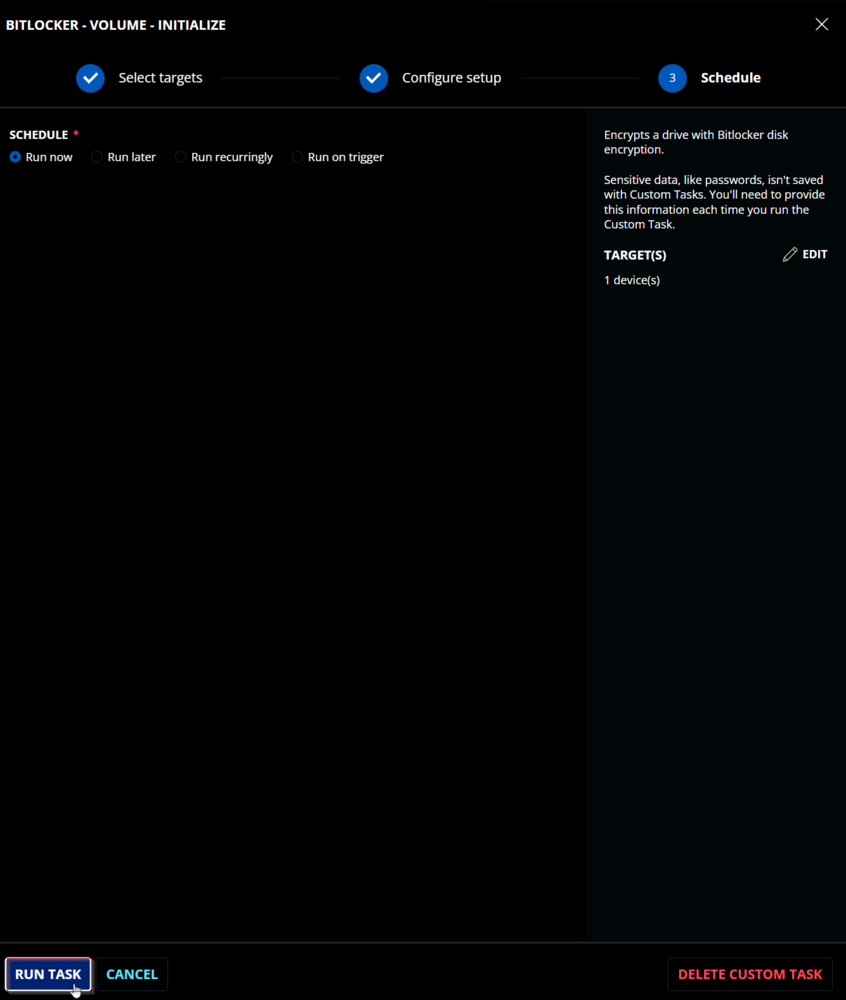 BITLOCKER - VOLUME - INITIALIZE
Select targets
Configure setup
3
Schedule
SCHEDULE *
Run now
Run later
Run recurringly
Run on trigger
Encrypts a drive with Bitlocker disk
encryption.
Sensitive data, like passwords, isn't saved
with Custom Tasks. You'll need to provide
this information each time you run the
Custom Task.
TARGET(S)
EDIT
1 device(s)
RUN TASK
CANCEL
DELETE CUSTOM TASK